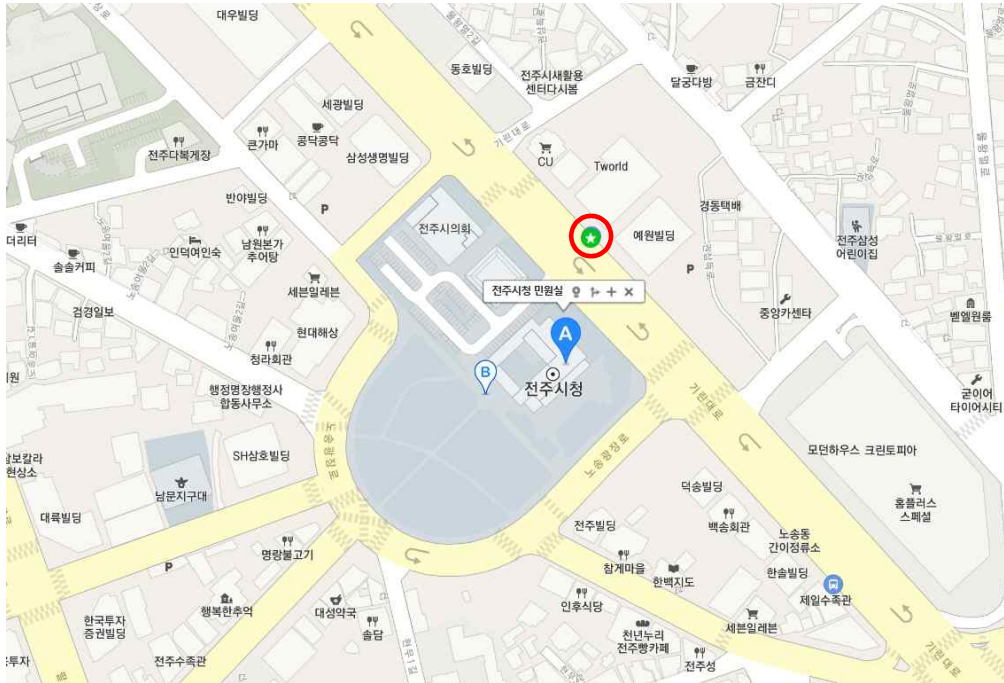 대우빌딩
동호빌딩
전주시새활용
센터다시봄
달궁다방
금잔디
세광빌딩
콩닥콩닥
큰가마
전주다복게장
삼성생명빌딩
기린대로
CU
Tworld
반야빌딩
P
전주시의회
경동택배
더리터
솔솔커피
인덕여인숙
남원본가
추어탕
예원빌딩
전주삼성
어린이집
세븐일레븐
전주시청 민원실
P
검경일보
현대해상
중앙카센타
벧엘원룸
A
청라회관
B
전주시청
행정명장행정사
합동사무소
기린대로
굳이어
타이어시티
노송광장로
노송광장로
SH삼호빌딩
모던하우스 크린토피아
현상소
남문지구대
덕송빌딩
홈플러스
스페셜
대륙빌딩
전주빌딩
백송회관
노송동
간이정류소
명랑불고기
P
참게마을
한백지도
한솔빌딩
제일수족관
행복한추억
대성약국
인후식당
한국투자
증권빌딩
솔담
천년누리
전주빵카페
세븐일레븐
전주수족관
현무1길
전주성
기린대로